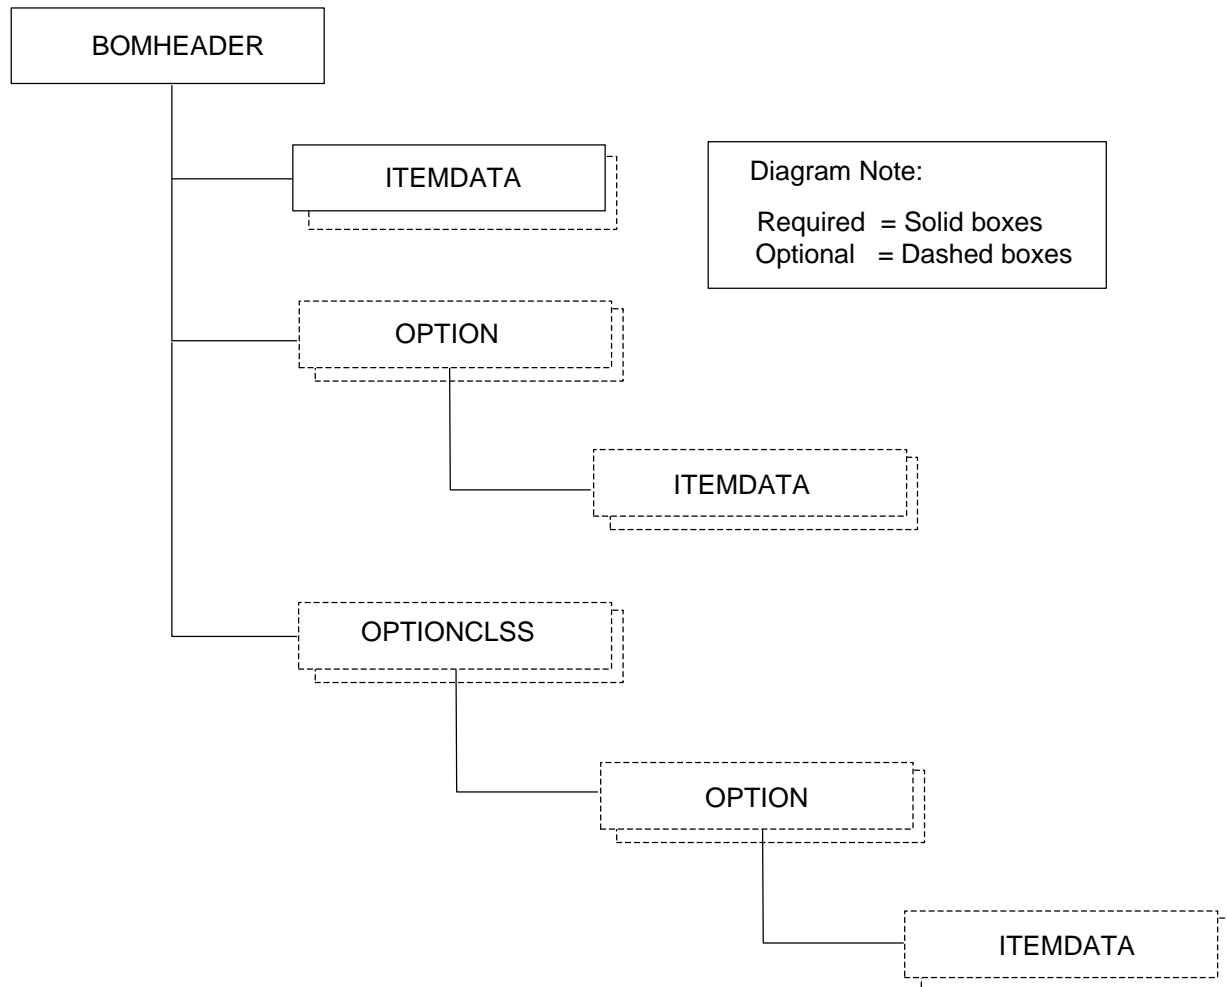 BOMHEADER
ITEMDATA
Diagram Note:
Required = Solid boxes
Optional = Dashed boxes
OPTION
ITEMDATA
OPTIONCLSS
OPTION
ITEMDATA